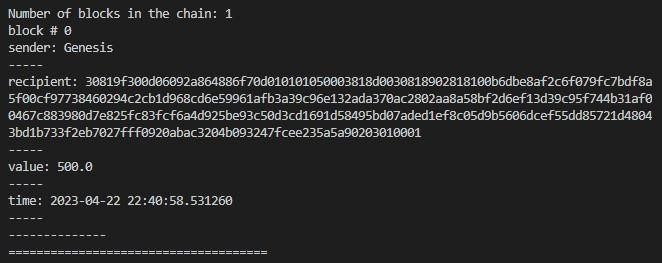 Number of blocks in the chain: 1
block # 0
sender: Genesis
-----
recipient: 30819f300d06092a864886f70d010101050003818d0030818902818100b6dbe8af2c6f079fc7bdf8a
5f00cf97738460294c2cb1d968cd6e59961afb3a39c96e132ada370ac2802aa8a58bf2d6ef13d39c95f744b31af0
0467c883980d7e825fc83fcf6a4d925be93c50d3cd1691d58495bd07aded1ef8c05d9b5606dcef55dd85721d4804
3bd1b733f2eb7027fff0920abac3204b093247fcee235a5a90203010001
-----
value: 500.0
-----
time: 2023-04-22 22:40:58.531260
-----
--------------
=====================================